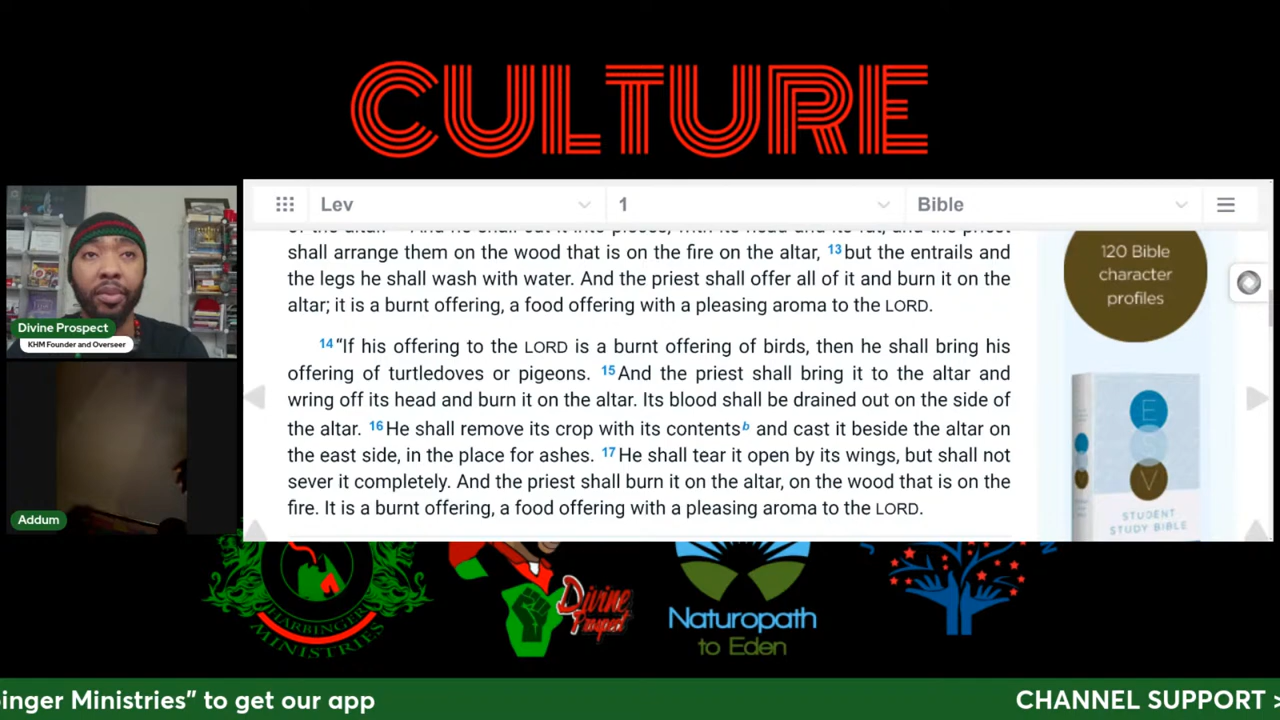 CULTURE
Lev
1
Bible
shall arrange them on the wood that is on the fire on the altar, 13 but the entrails and
the legs he shall wash with water. And the priest shall offer all of it and burn it on the
altar; it is a burnt offering, a food offering with a pleasing aroma to the LORD.
14 “If his offering to the LORD is a burnt offering of birds, then he shall bring his
offering of turtledoves or pigeons. 15 And the priest shall bring it to the altar and
wring off its head and burn it on the altar. Its blood shall be drained out on the side of
the altar. 16 He shall remove its crop with its contents b and cast it beside the altar on
the east side, in the place for ashes. 17 He shall tear it open by its wings, but shall not
sever it completely. And the priest shall burn it on the altar, on the wood that is on the
fire. It is a burnt offering, a food offering with a pleasing aroma to the LORD.
120 Bible
character
profiles
E
S
V
STUDENT
STUDY BIBLE
Divine Prospect
KHM Founder and Overseer
Addum
HARBINGER
MINISTRIES
Divine
Prospect
Naturopath
to Eden
inger Ministries” to get our app
CHANNEL SUPPORT >